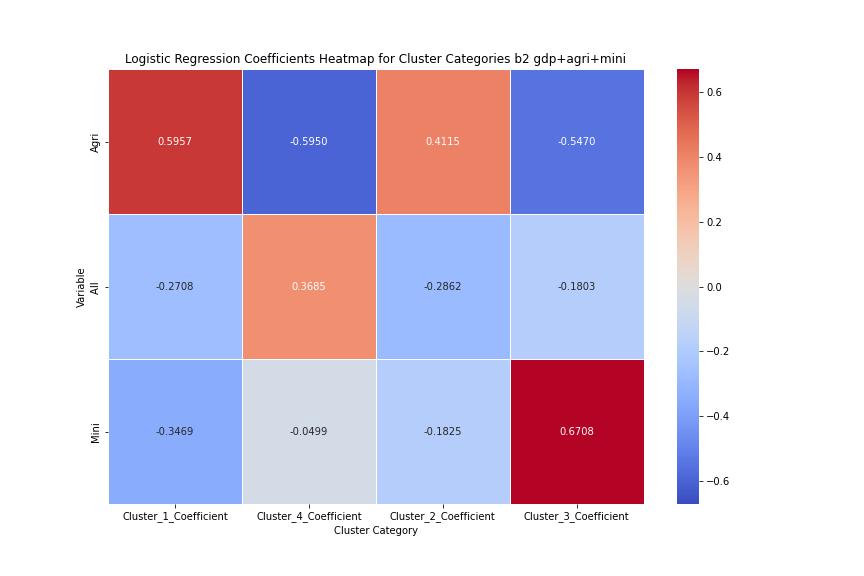 Logistic Regression Coefficients Heatmap for Cluster Categories b2 gdp+agri+mini
Variable
Agri
0.5957 -0.5950 0.4115 -0.5470
All
-0.2708 0.3685 -0.2862 -0.1803
Mini
-0.3469 -0.0499 -0.1825 0.6708
Cluster_1_Coefficient Cluster_4_Coefficient Cluster_2_Coefficient Cluster_3_Coefficient
Cluster Category
0.6
0.4
0.2
0.0
−0.2
−0.4
−0.6